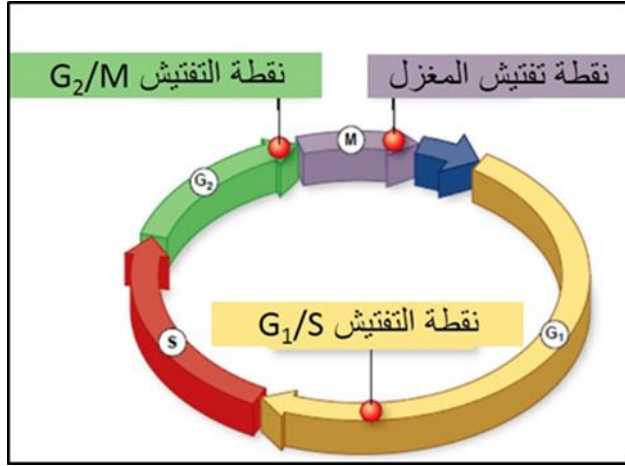 نقطة تفتيش المغزل
نقطة التفتيش G₂/M
M
G₂
نقطة التفتيش G₁/S
G₁
S